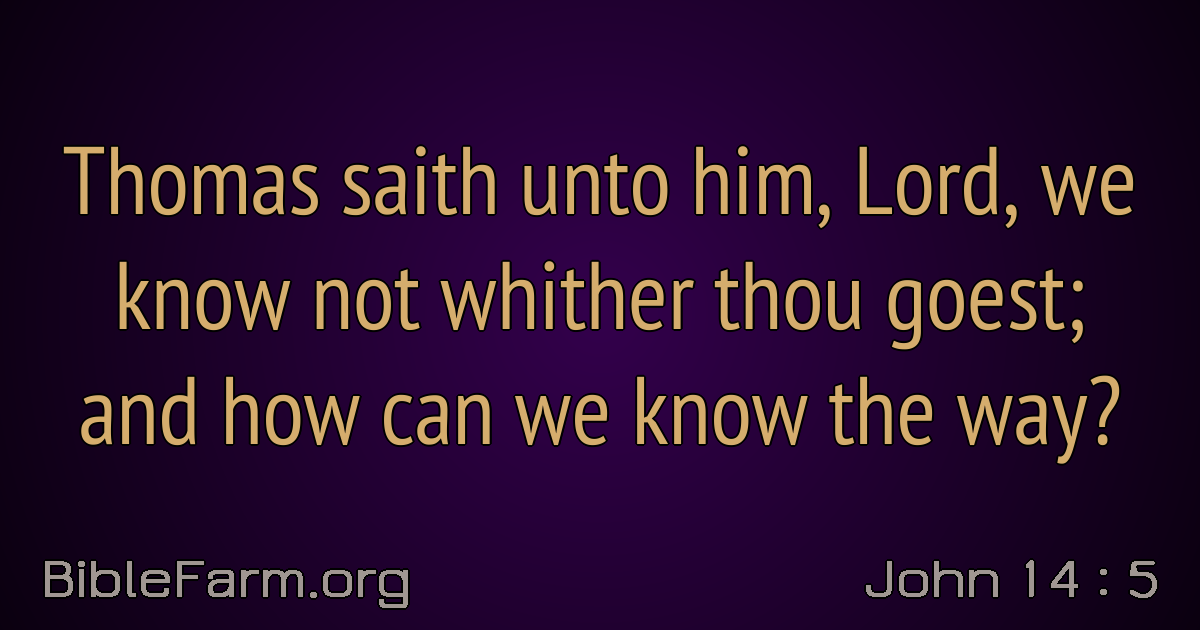 Thomas saith unto him, Lord, we
know not whither thou goest;
and how can we know the way?
BibleFarm.org
John 14 : 5